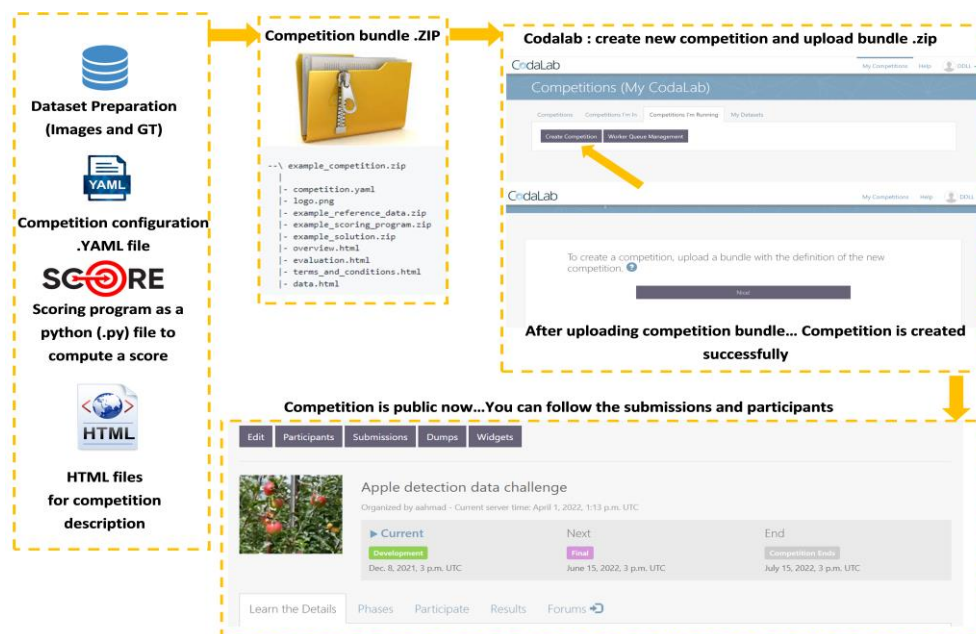 Dataset Preparation
(Images and GT)
YAML
Competition configuration
.YAML file
SCORE
Scoring program as a
python (.py) file to
compute a score
HTML
HTML files
for competition
description
Competition bundle .ZIP
--\ example_competition.zip
|
|- competition.yaml
|- logo.png
|- example_reference_data.zip
|- example_scoring_program.zip
|- example_solution.zip
|- overview.html
|- evaluation.html
|- terms_and_conditions.html
|- data.html
Codalab : create new competition and upload bundle .zip
CodaLab
My Competitions Help
Competitions (My CodaLab)
Competitions Competitions I'm In Competitions I'm Running My Datasets
Create Competition Worker Queue Management
CodaLab
My Competitions Help
To create a competition, upload a bundle with the definition of the new
competition. ?
Next
After uploading competition bundle... Competition is created
successfully
Competition is public now...You can follow the submissions and participants
Edit Participants Submissions Dumps Widgets
Apple detection data challenge
Organized by aahmad - Current server time: April 1, 2022, 1:13 p.m. UTC
▶ Current Next End
Development Final Competition Ends
Dec. 8, 2021, 3 p.m. UTC June 15, 2022, 3 p.m. UTC July 15, 2022, 3 p.m. UTC
Learn the Details Phases Participate Results Forums